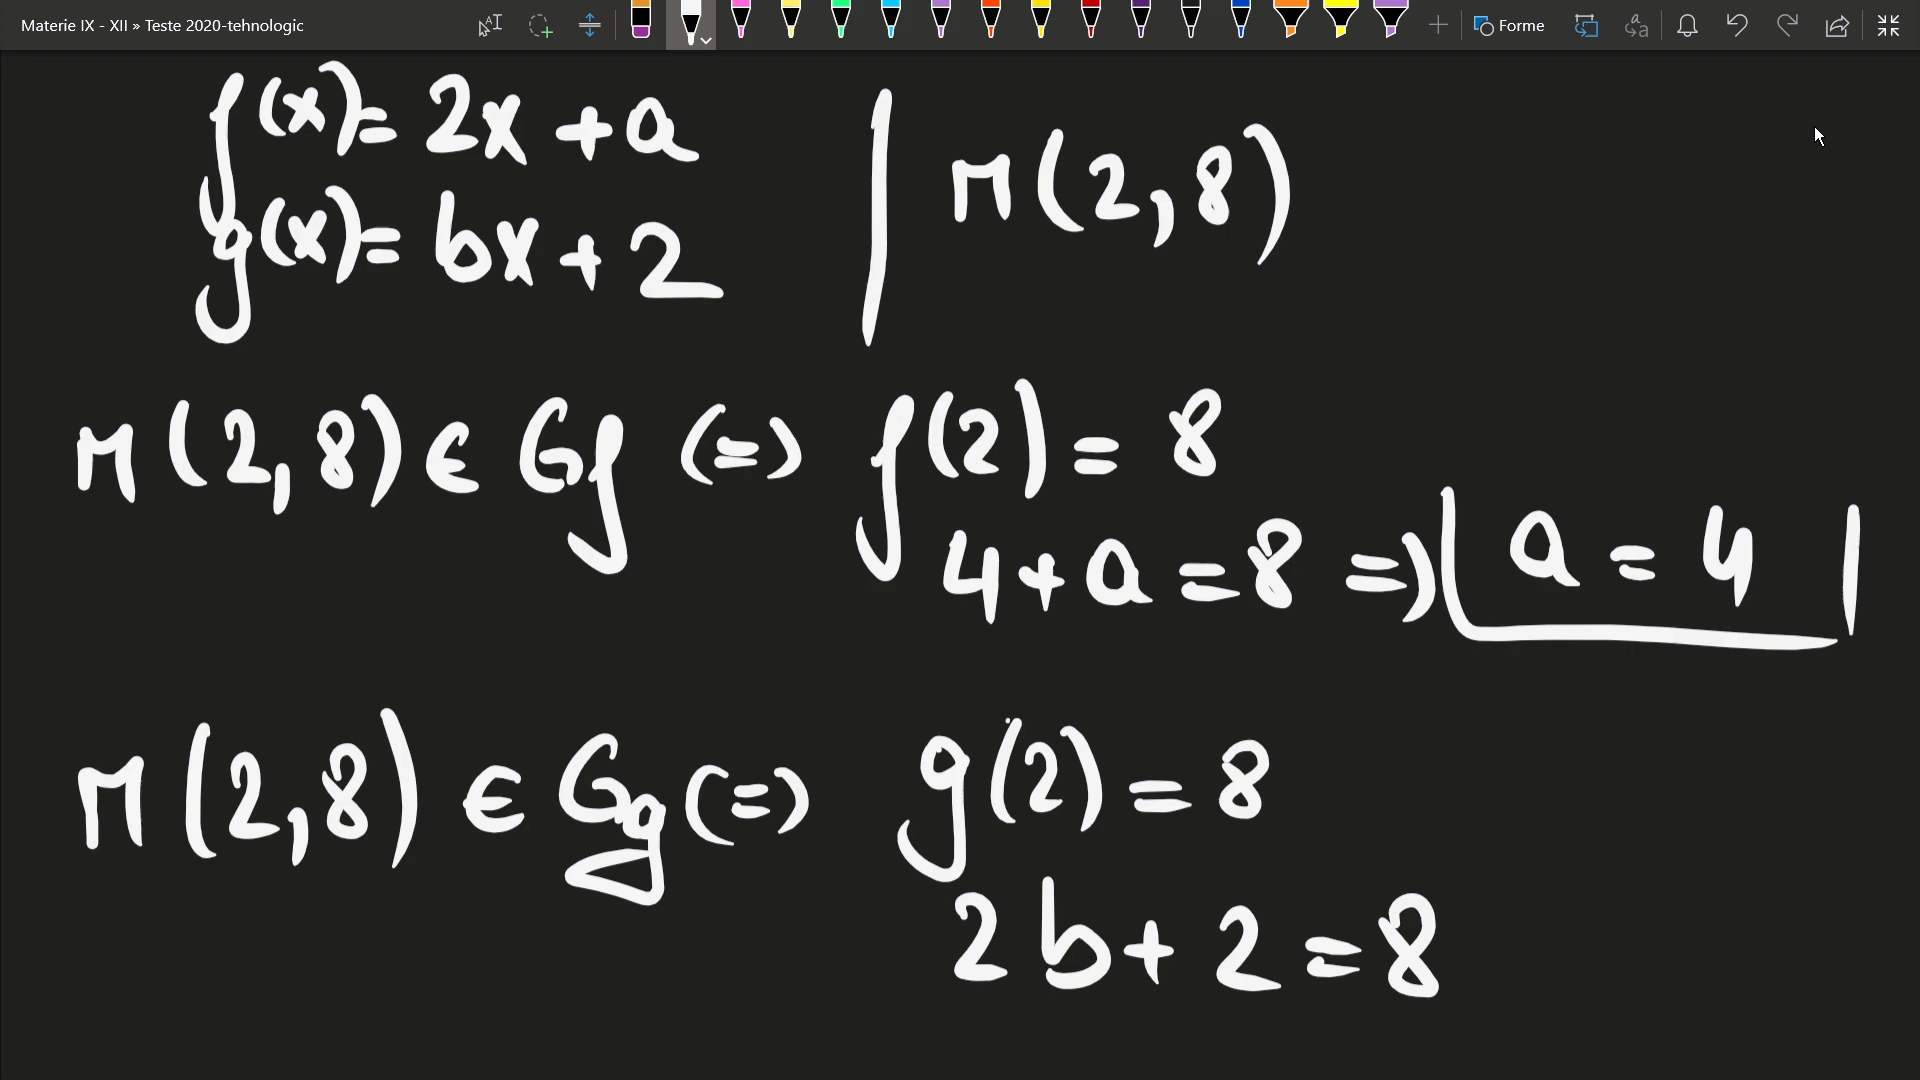 Materie IX - XII » Teste 2020-tehnologic
Forme
f(x)= 2x + a
g(x)= bx + 2
M(2,8)
M(2,8) ∈ Gf (=) f(2) = 8
4+a=8 =) a = 4
M(2,8) ∈ Gg (=) g(2) = 8
2b+2=8